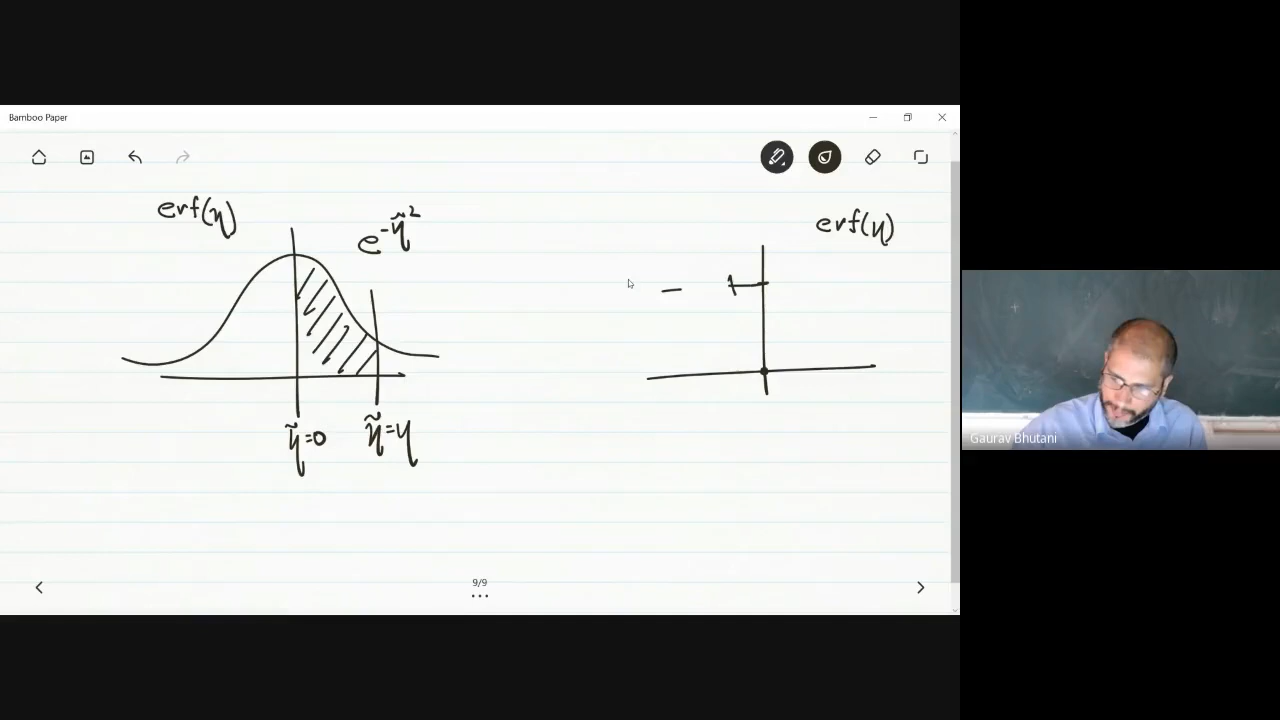 Bamboo Paper
erf(η)
e^{-η̃²}
η̃=0
η̃=η
erf(η)
1
9/9
Gaurav Bhutani